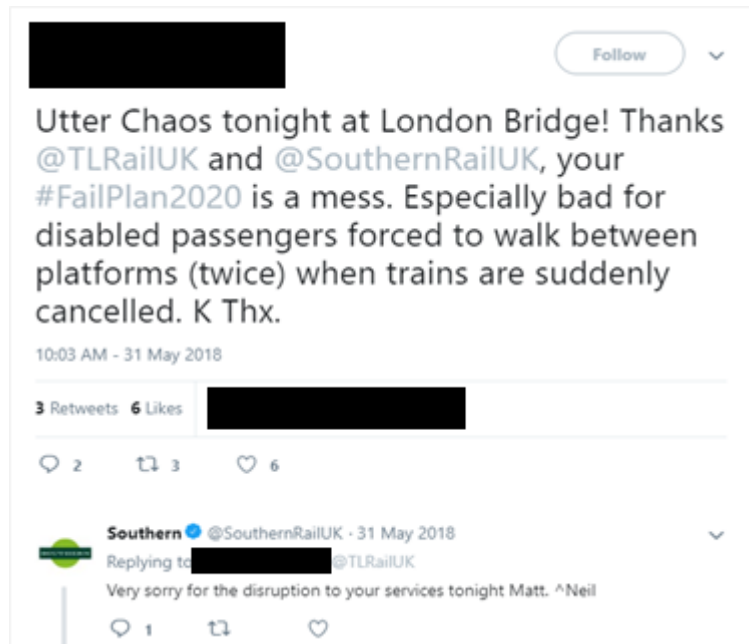 Follow
Utter Chaos tonight at London Bridge! Thanks
@TLRailUK and @SouthernRailUK, your
#FailPlan2020 is a mess. Especially bad for
disabled passengers forced to walk between
platforms (twice) when trains are suddenly
cancelled. K Thx.
10:03 AM - 31 May 2018
3 Retweets 6 Likes
2 3 6
Southern @SouthernRailUK · 31 May 2018
Replying to @TLRailUK
Very sorry for the disruption to your services tonight Matt. ^Neil
1